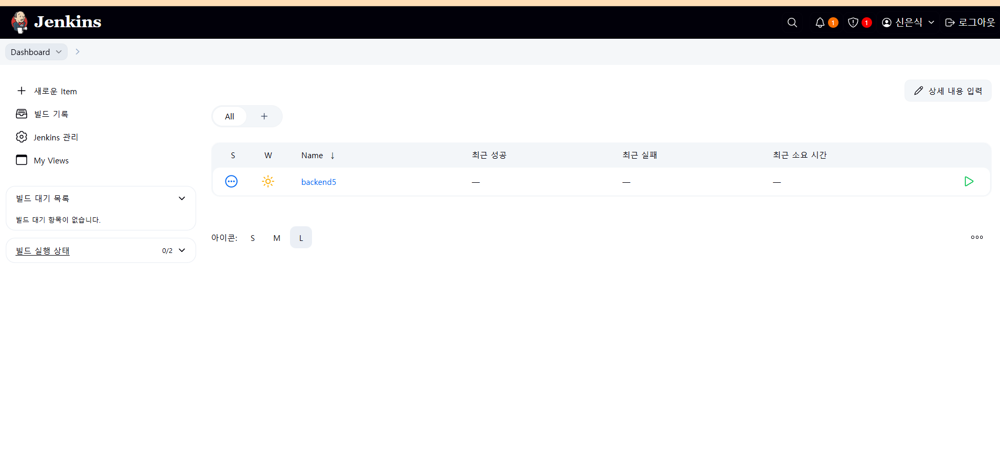 Jenkins
1
1
신은식
로그아웃
Dashboard
새로운 Item
빌드 기록
Jenkins 관리
My Views
빌드 대기 목록
빌드 대기 항목이 없습니다.
빌드 실행 상태 0/2
상세 내용 입력
All +
S W Name ↓ 최근 성공 최근 실패 최근 소요 시간
backend5 — — —
아이콘: S M L